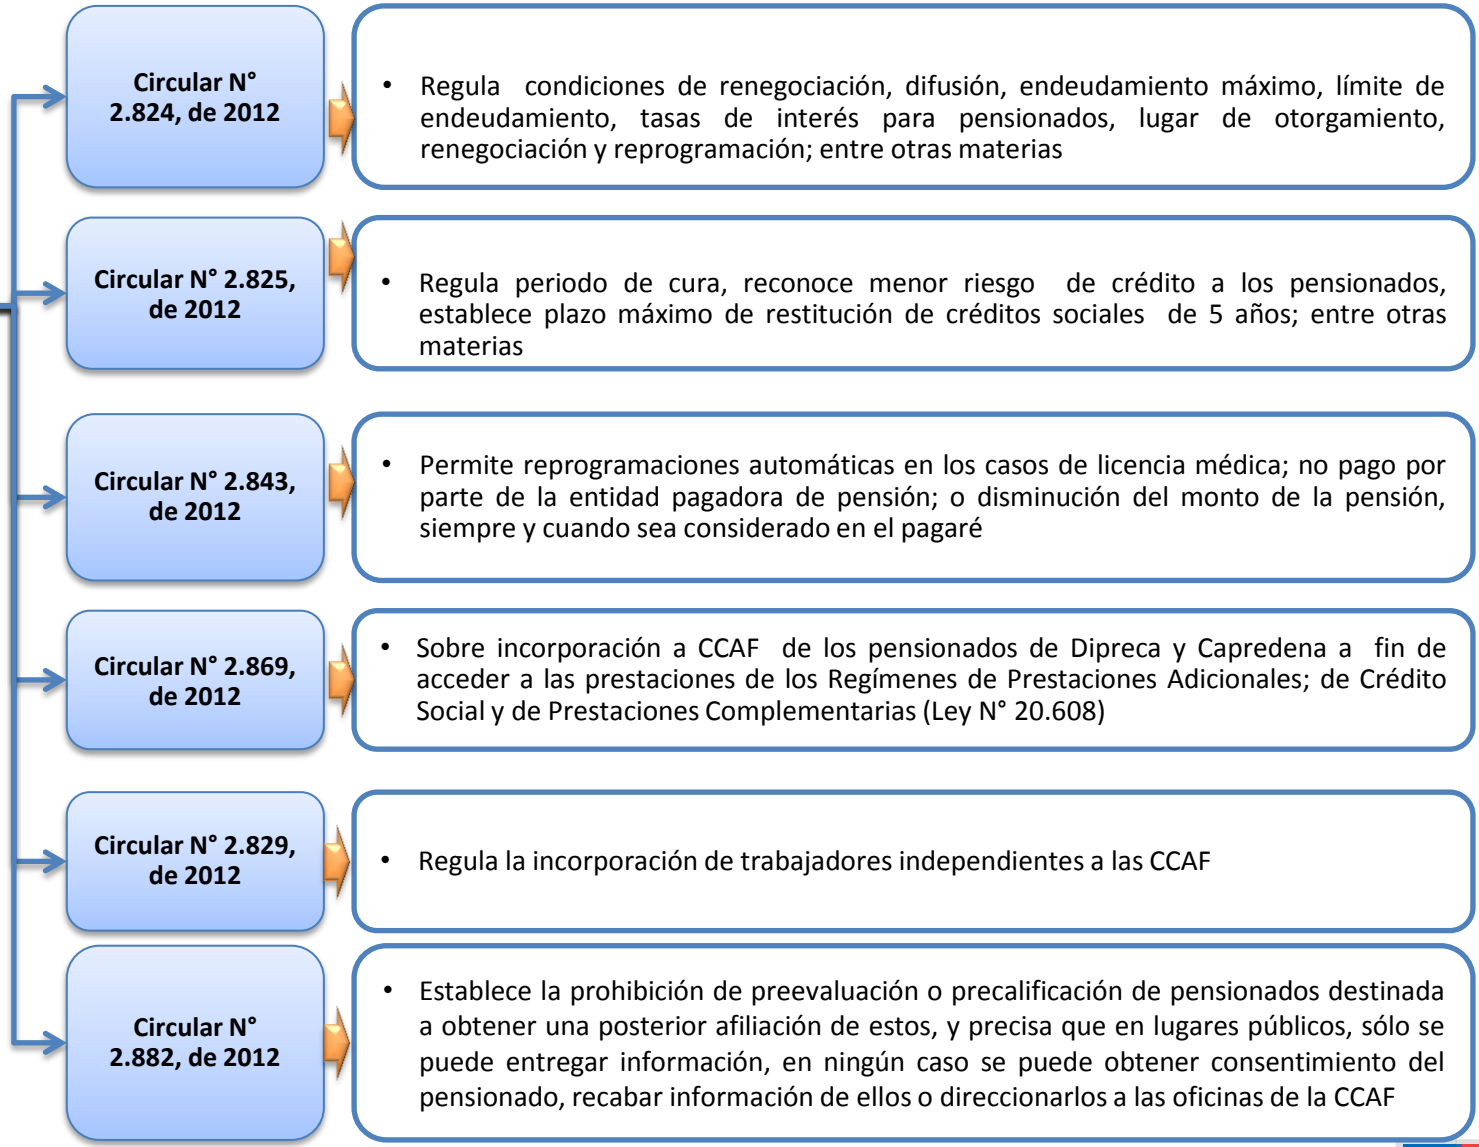 Circular N°
2.824, de 2012
• Regula condiciones de renegociación, difusión, endeudamiento máximo, límite de
endeudamiento, tasas de interés para pensionados, lugar de otorgamiento,
renegociación y reprogramación; entre otras materias
Circular N° 2.825,
de 2012
• Regula periodo de cura, reconoce menor riesgo de crédito a los pensionados,
establece plazo máximo de restitución de créditos sociales de 5 años; entre otras
materias
Circular N° 2.843,
de 2012
• Permite reprogramaciones automáticas en los casos de licencia médica; no pago por
parte de la entidad pagadora de pensión; o disminución del monto de la pensión,
siempre y cuando sea considerado en el pagaré
Circular N° 2.869,
de 2012
• Sobre incorporación a CCAF de los pensionados de Dipreca y Capredena a fin de
acceder a las prestaciones de los Regímenes de Prestaciones Adicionales; de Crédito
Social y de Prestaciones Complementarias (Ley N° 20.608)
Circular N° 2.829,
de 2012
• Regula la incorporación de trabajadores independientes a las CCAF
Circular N°
2.882, de 2012
• Establece la prohibición de preevaluación o precalificación de pensionados destinada
a obtener una posterior afiliación de estos, y precisa que en lugares públicos, sólo se
puede entregar información, en ningún caso se puede obtener consentimiento del
pensionado, recabar información de ellos o direccionarlos a las oficinas de la CCAF